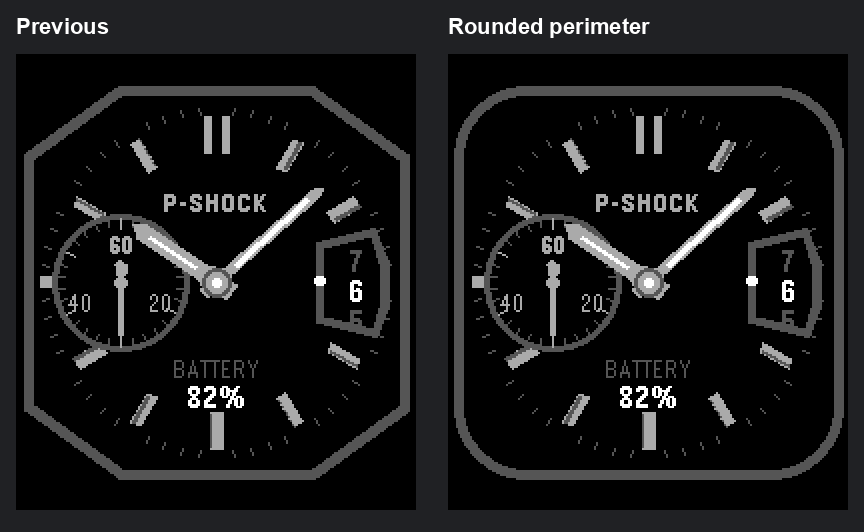 Previous
P-SHOCK
60
40
20
7
6
5
BATTERY
82%
Rounded perimeter
P-SHOCK
60
40
20
7
6
5
BATTERY
82%